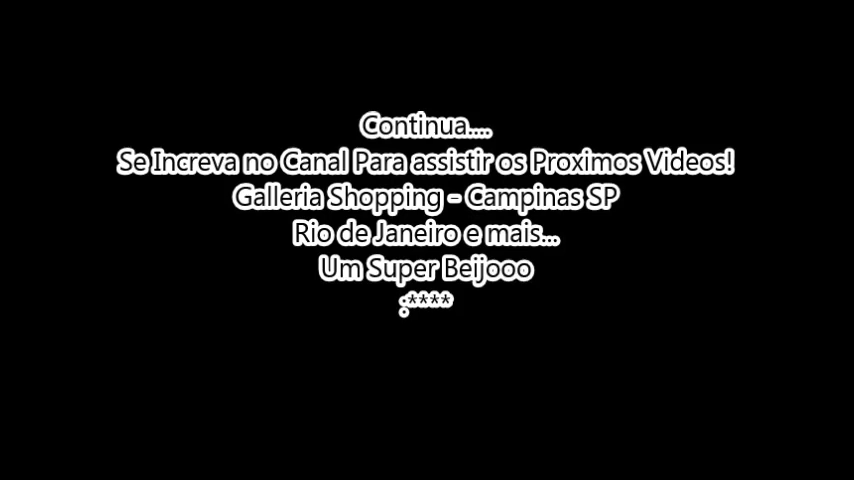 Continua....
Se Increva no Canal Para assistir os Proximos Videos!
Galleria Shopping - Campinas SP
Rio de Janeiro e mais...
Um Super Beijooo
:****